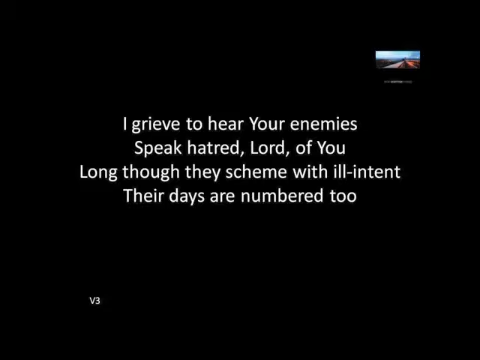 I grieve to hear Your enemies
Speak hatred, Lord, of You
Long though they scheme with ill-intent
Their days are numbered too
V3